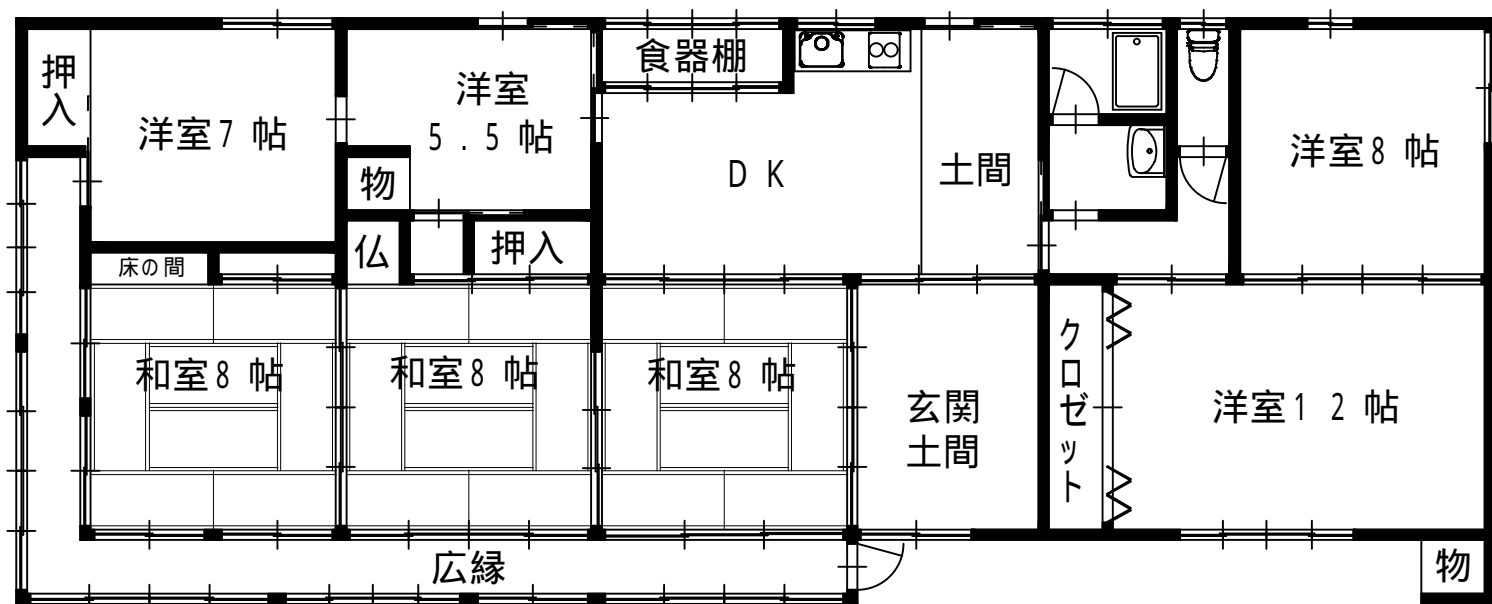 押入
洋室7帖
洋室
5.5帖
物
食器棚
DK
土間
洋室8帖
床の間
仏
押入
和室8帖
和室8帖
和室8帖
玄関
土間
クロゼット
洋室12帖
広縁
物